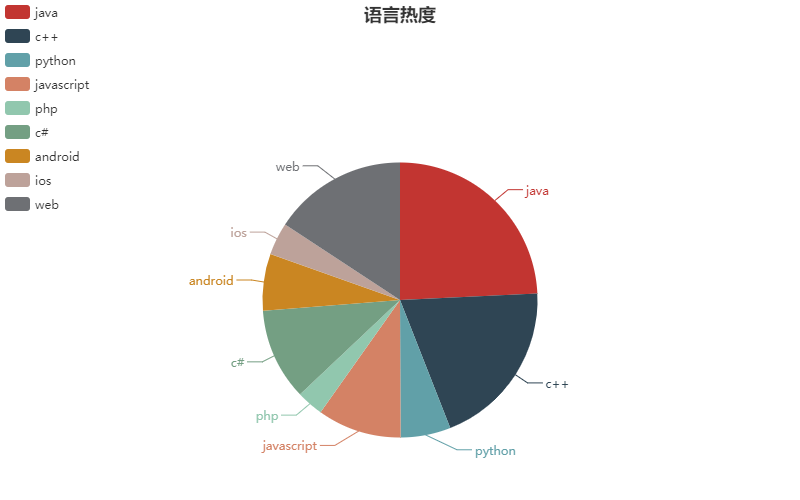 语言热度
java
c++
python
javascript
php
c#
android
ios
web
web
java
ios
android
c#
c++
php
javascript
python